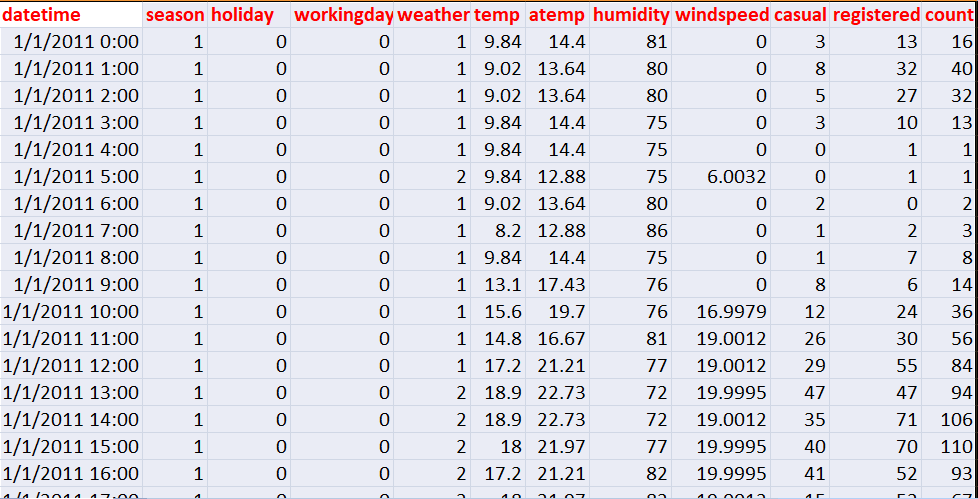 datetime season holiday workingday weather temp atemp humidity windspeed casual registered count
1/1/2011 0:00 1 0 0 1 9.84 14.4 81 0 3 13 16
1/1/2011 1:00 1 0 0 1 9.02 13.64 80 0 8 32 40
1/1/2011 2:00 1 0 0 1 9.02 13.64 80 0 5 27 32
1/1/2011 3:00 1 0 0 1 9.84 14.4 75 0 3 10 13
1/1/2011 4:00 1 0 0 1 9.84 14.4 75 0 0 1 1
1/1/2011 5:00 1 0 0 2 9.84 12.88 75 6.0032 0 1 1
1/1/2011 6:00 1 0 0 1 9.02 13.64 80 0 2 0 2
1/1/2011 7:00 1 0 0 1 8.2 12.88 86 0 1 2 3
1/1/2011 8:00 1 0 0 1 9.84 14.4 75 0 1 7 8
1/1/2011 9:00 1 0 0 1 13.1 17.43 76 0 8 6 14
1/1/2011 10:00 1 0 0 1 15.6 19.7 76 16.9979 12 24 36
1/1/2011 11:00 1 0 0 1 14.8 16.67 81 19.0012 26 30 56
1/1/2011 12:00 1 0 0 1 17.2 21.21 77 19.0012 29 55 84
1/1/2011 13:00 1 0 0 2 18.9 22.73 72 19.9995 47 47 94
1/1/2011 14:00 1 0 0 2 18.9 22.73 72 19.0012 35 71 106
1/1/2011 15:00 1 0 0 2 18 21.97 77 19.9995 40 70 110
1/1/2011 16:00 1 0 0 2 17.2 21.21 82 19.9995 41 52 93